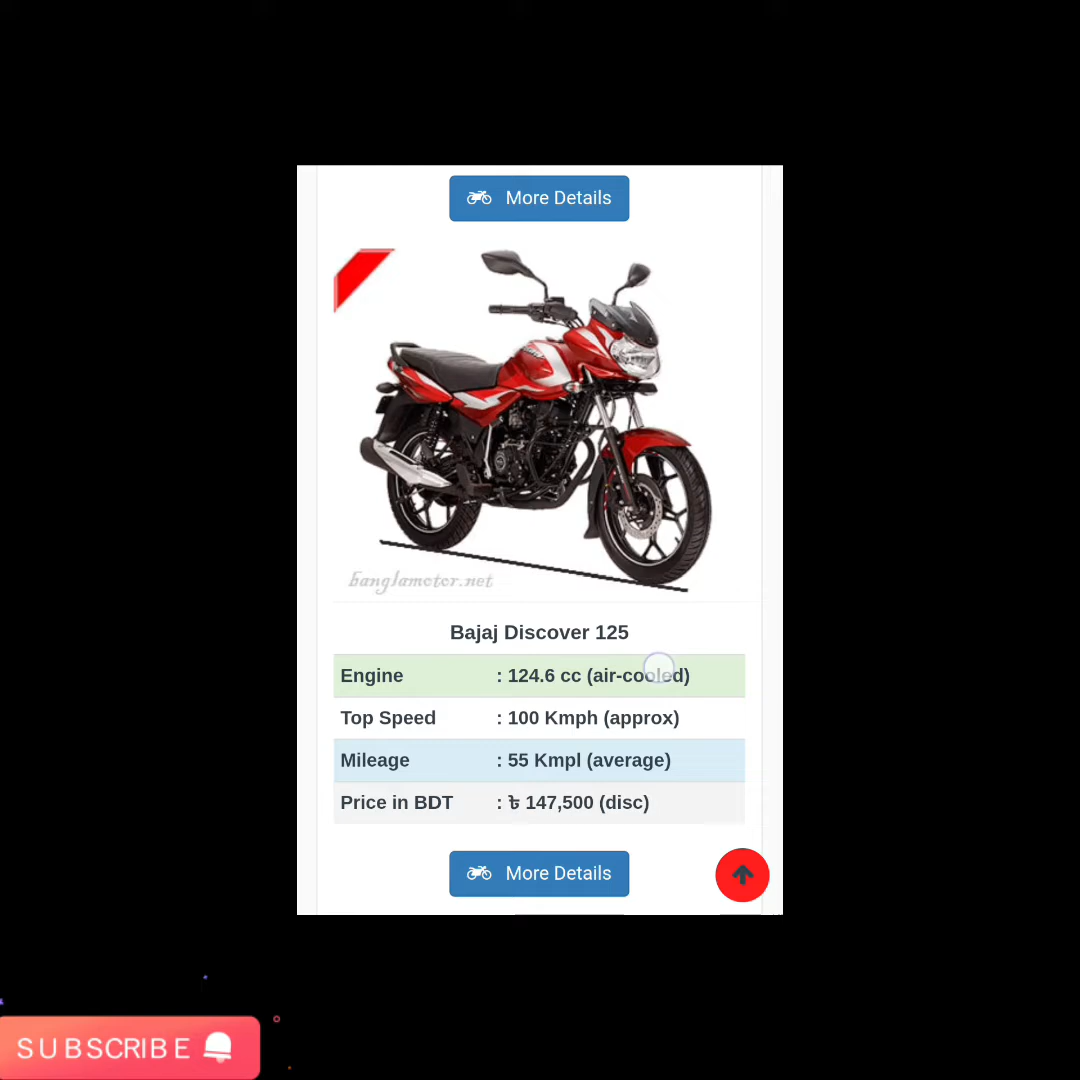 More Details
banglamotor.net
Bajaj Discover 125
Engine : 124.6 cc (air-cooled)
Top Speed : 100 Kmph (approx)
Mileage : 55 Kmpl (average)
Price in BDT : ৳ 147,500 (disc)
More Details
SUBSCRIBE